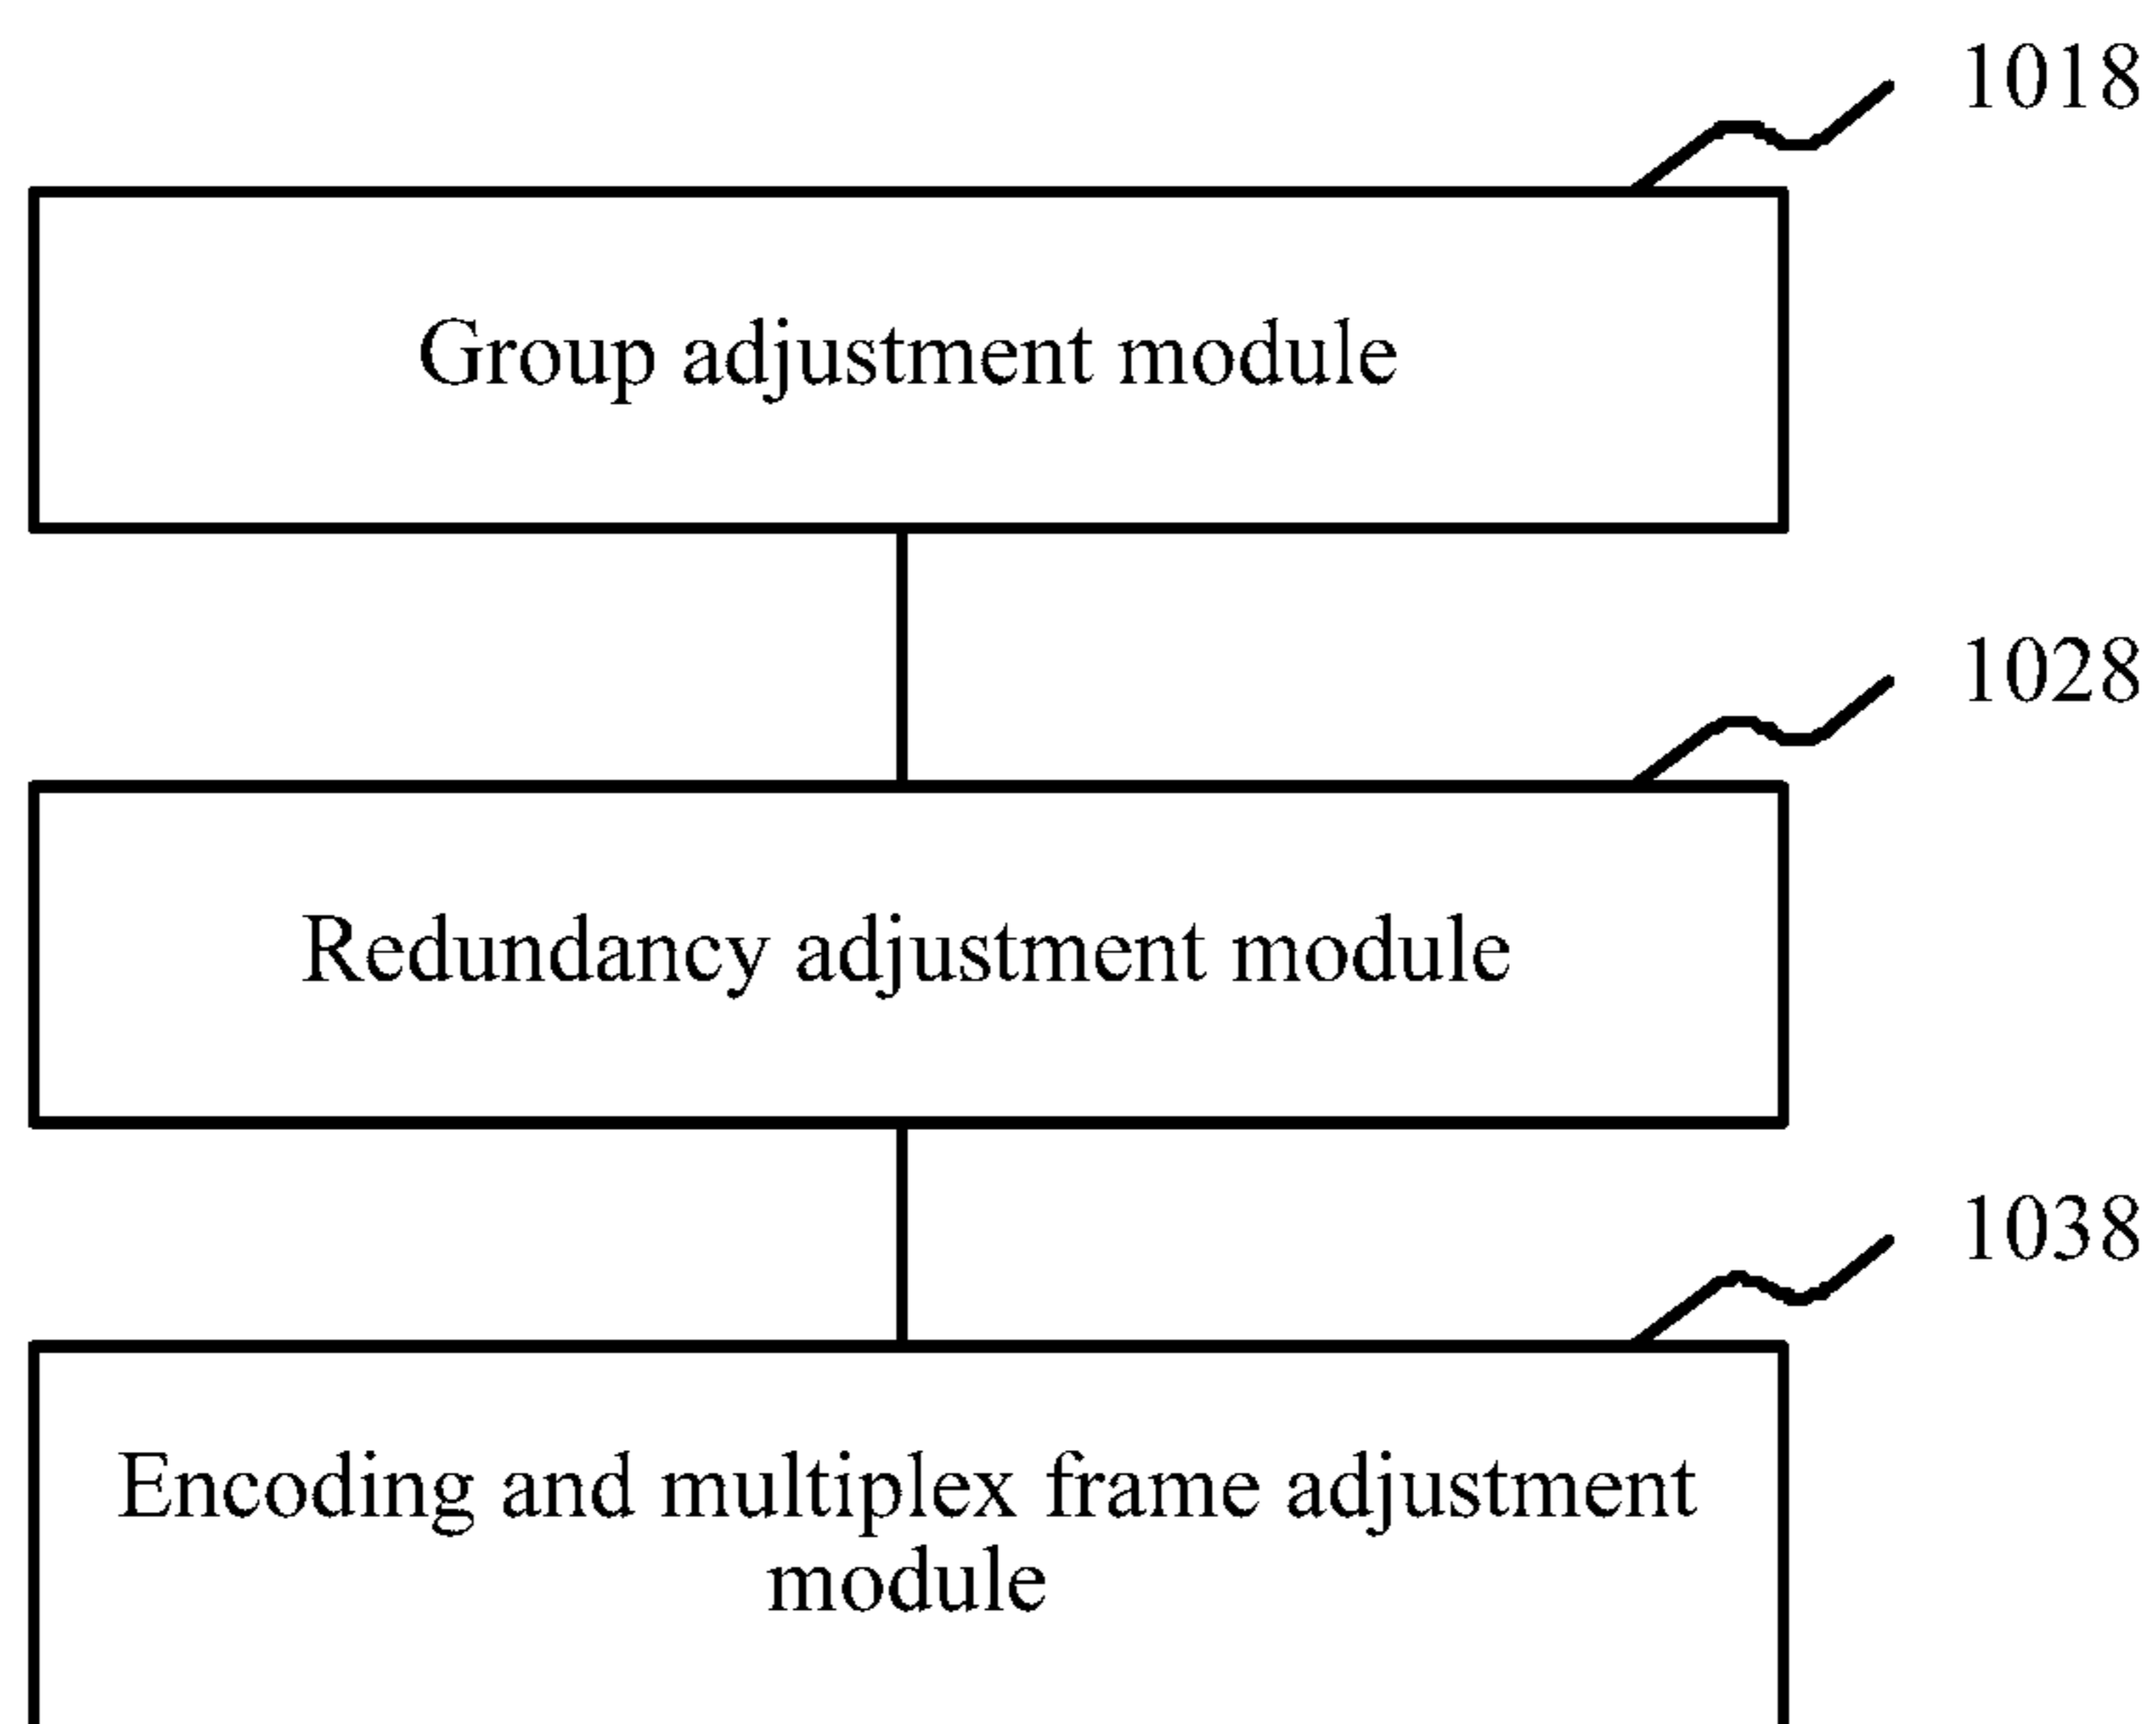 1018
Group adjustment module
1028
Redundancy adjustment module
1038
Encoding and multiplex frame adjustment
module